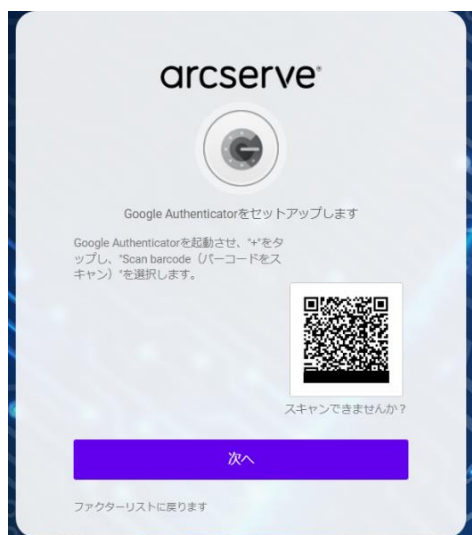 arcserve®
Google Authenticatorをセットアップします
Google Authenticatorを起動させ、"+"をタ
ップし、"Scan barcode（バーコードをス
キャン）"を選択します。
スキャンできませんか？
次へ
ファクターリストに戻ります